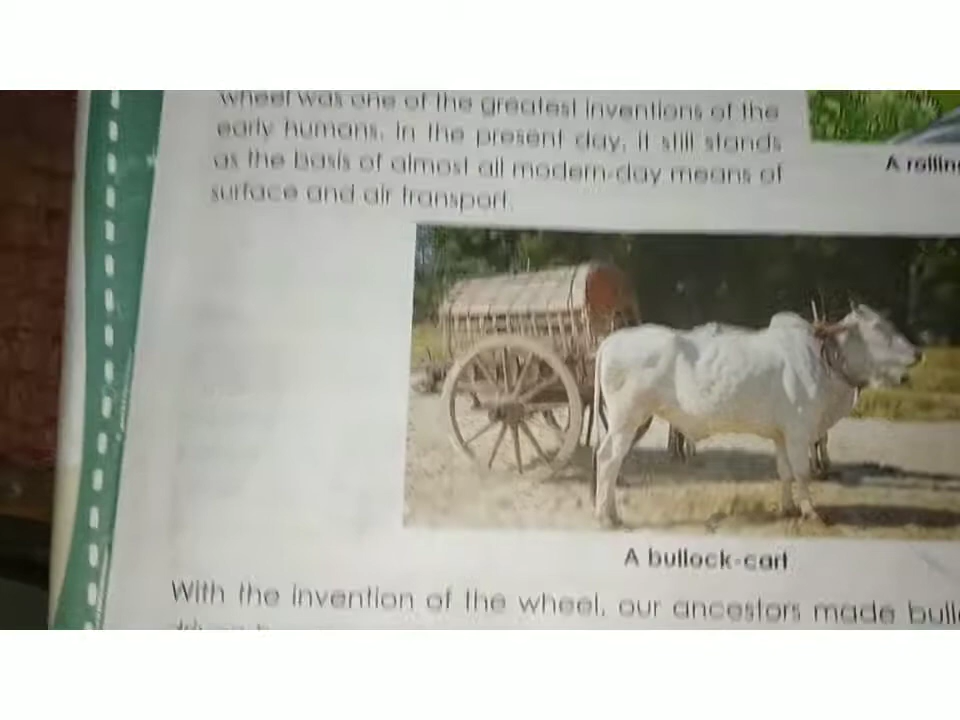 wheel was one of the greatest inventions of the
early humans. In the present day, it still stands
as the basis of almost all modern-day means of
surface and air transport.
A rolling
A bullock-cart
With the invention of the wheel, our ancestors made